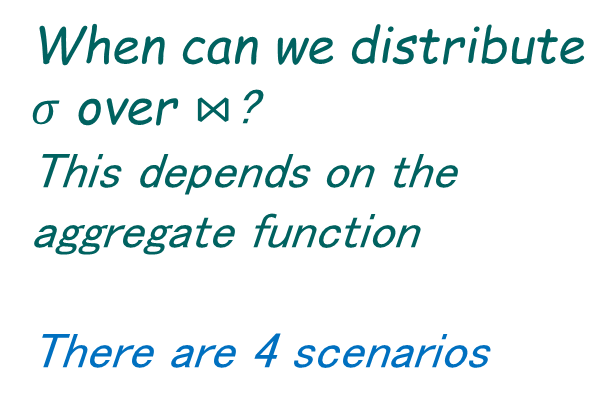 When can we distribute
σ over ⋈?
This depends on the
aggregate function
There are 4 scenarios